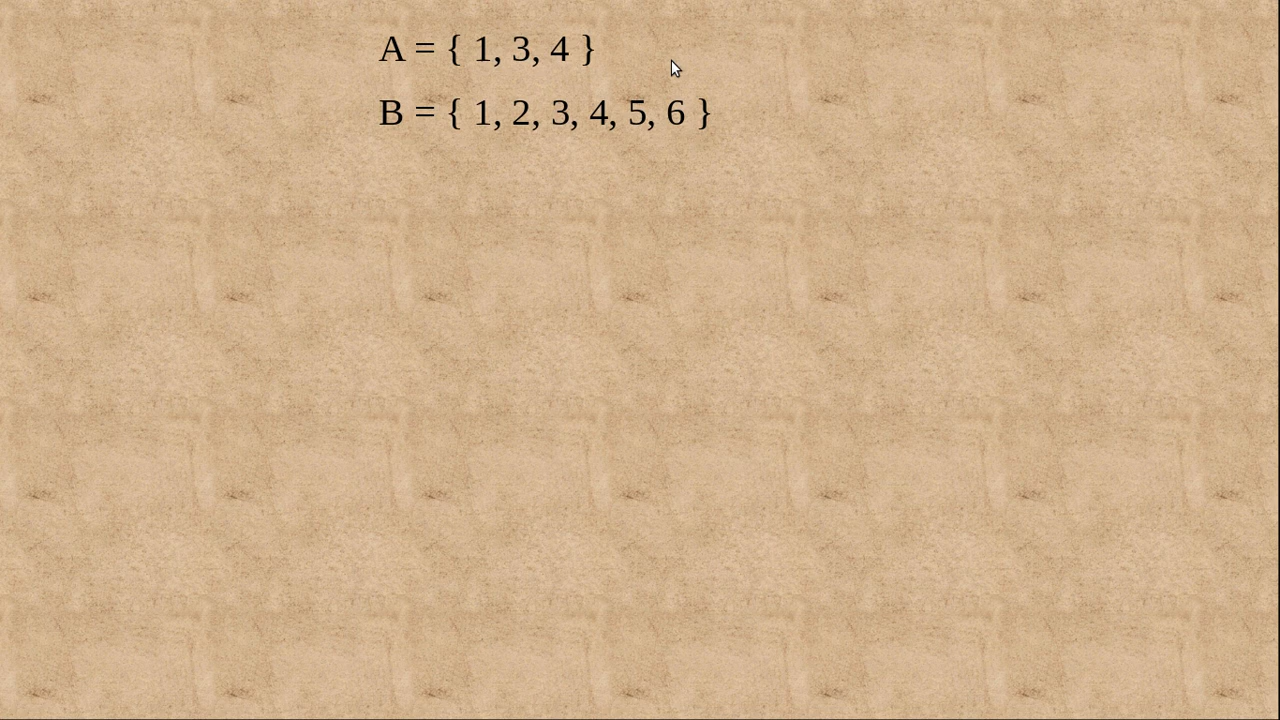 A = { 1, 3, 4 }
B = { 1, 2, 3, 4, 5, 6 }